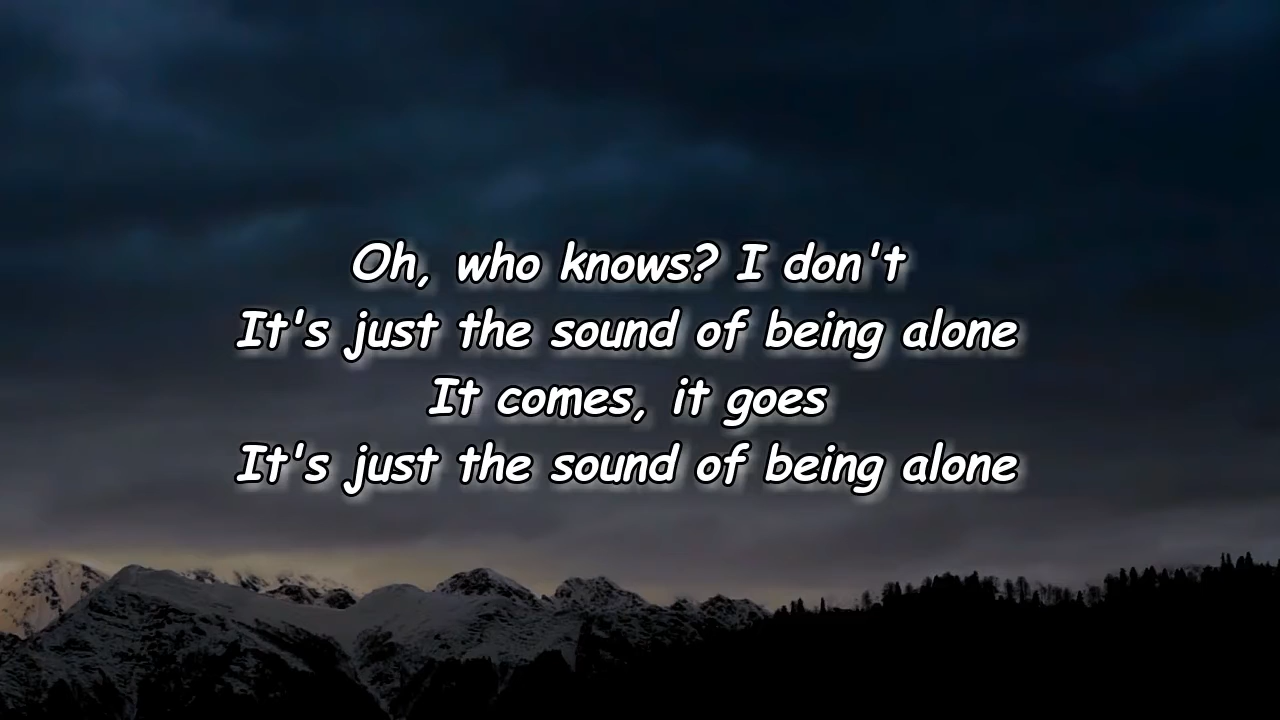 Oh, who knows? I don't
It's just the sound of being alone
It comes, it goes
It's just the sound of being alone